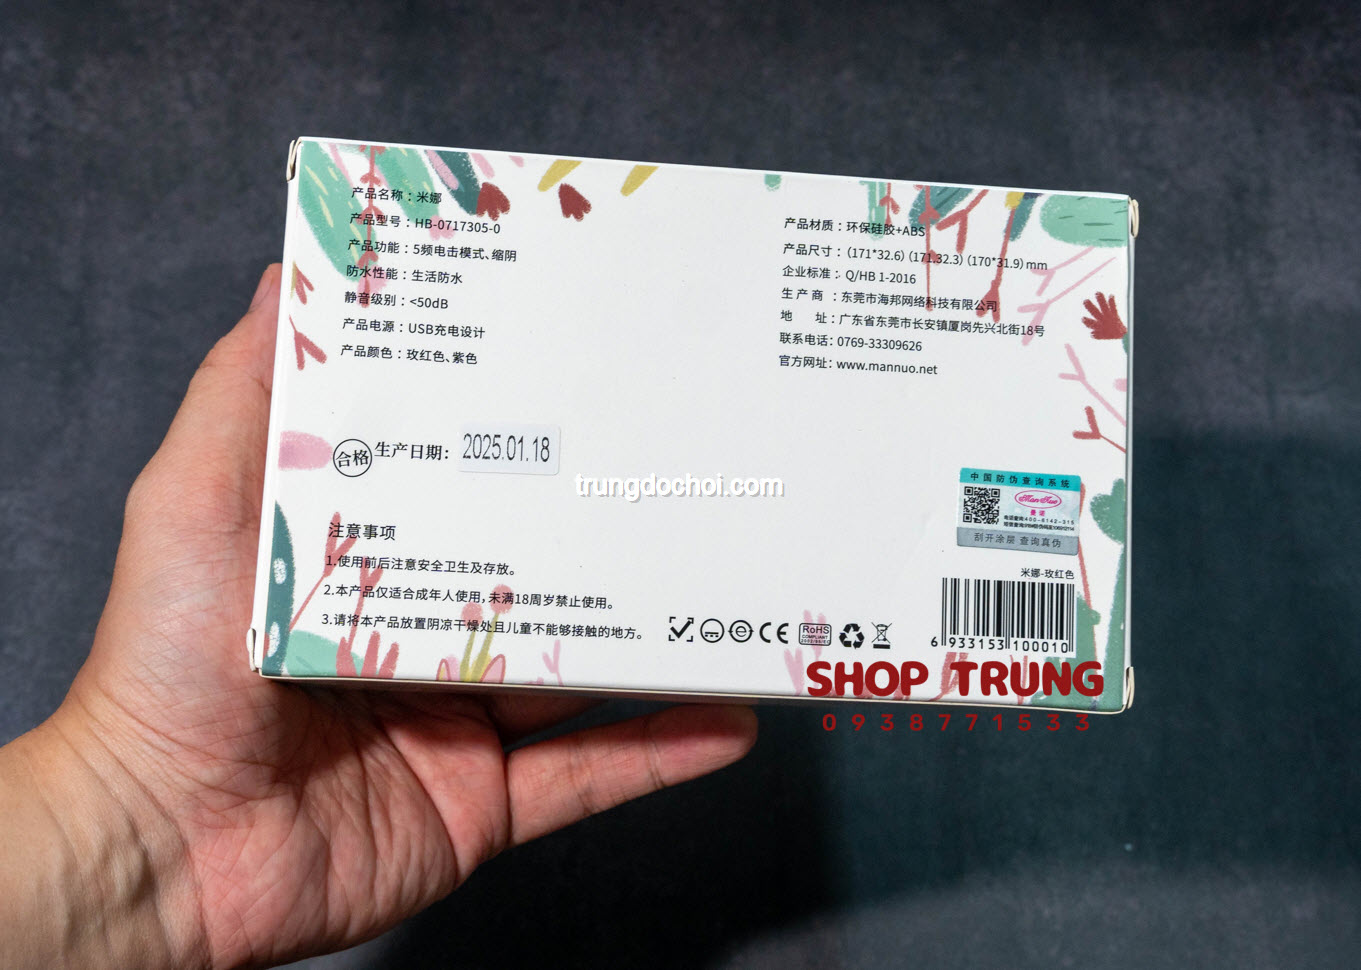 产品名称：米娜
产品型号：HB-0717305-0
产品功能：5频电击模式、缩阴
防水性能：生活防水
静音级别：<50dB
产品电源：USB充电设计
产品颜色：玫红色、紫色
产品材质：环保硅胶+ABS
产品尺寸：（171*32.6）（171.32.3）（170*31.9）mm
企业标准：Q/HB 1-2016
生产商：东莞市海邦网络科技有限公司
地 址：广东省东莞市长安镇厦岗先兴北街18号
联系电话：0769-33309626
官方网址：www.mannuo.net
合格 生产日期：2025.01.18
trungdochoi.com
中国防伪查询系统
曼诺
刮开涂层 查询真伪
注意事项
1.使用前后注意安全卫生及存放。
2.本产品仅适合成年人使用，未满18周岁禁止使用。
3.请将本产品放置阴凉干燥处且儿童不能够接触的地方。
CE
RoHS
COMPLIANT
米娜-玫红色
6 933153 100010
SHOP TRUNG
0938771533